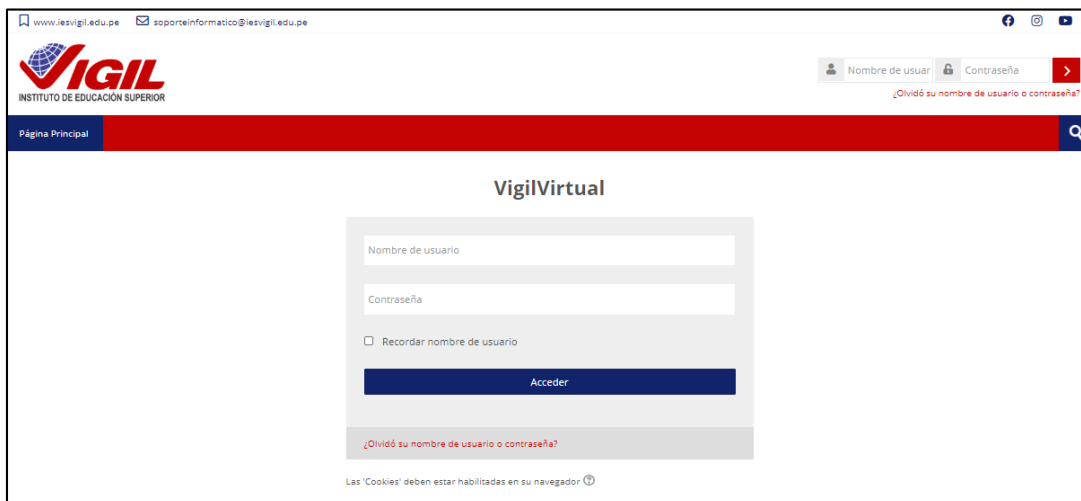 www.iesvigil.edu.pe soporteinformatico@iesvigil.edu.pe
VIGIL
INSTITUTO DE EDUCACIÓN SUPERIOR
Nombre de usuar Contraseña
¿Olvidó su nombre de usuario o contraseña?
Página Principal
VigilVirtual
Nombre de usuario
Contraseña
Recordar nombre de usuario
Acceder
¿Olvidó su nombre de usuario o contraseña?
Las 'Cookies' deben estar habilitadas en su navegador